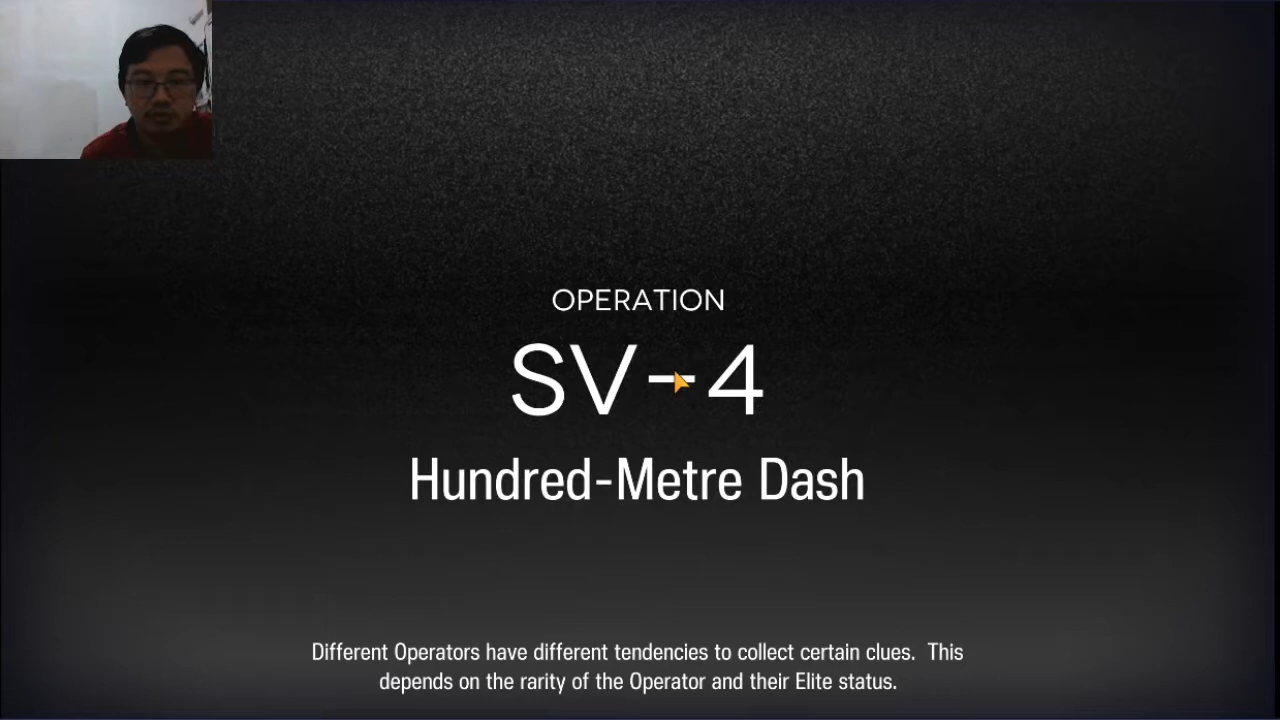 OPERATION
SV-4
Hundred-Metre Dash
Different Operators have different tendencies to collect certain clues.  This
depends on the rarity of the Operator and their Elite status.